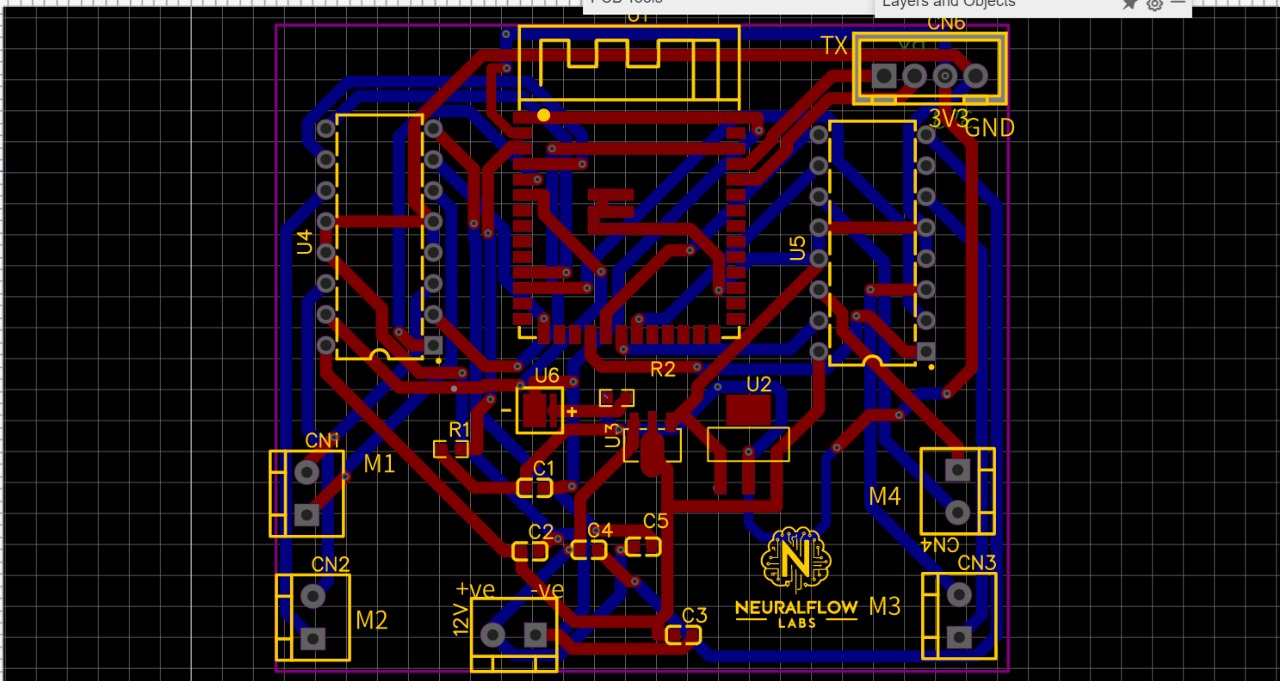 PCB Tools
Layers and Objects
U1
CN6
TX
3V3
GND
U4
U5
R2
U6
U2
-
+
R1
U3
CN1
M1
C1
M4
C2
C4
C5
CN4
CN2
CN3
+ve
-ve
12V
M2
C3
M3
N
NEURALFLOW
LABS